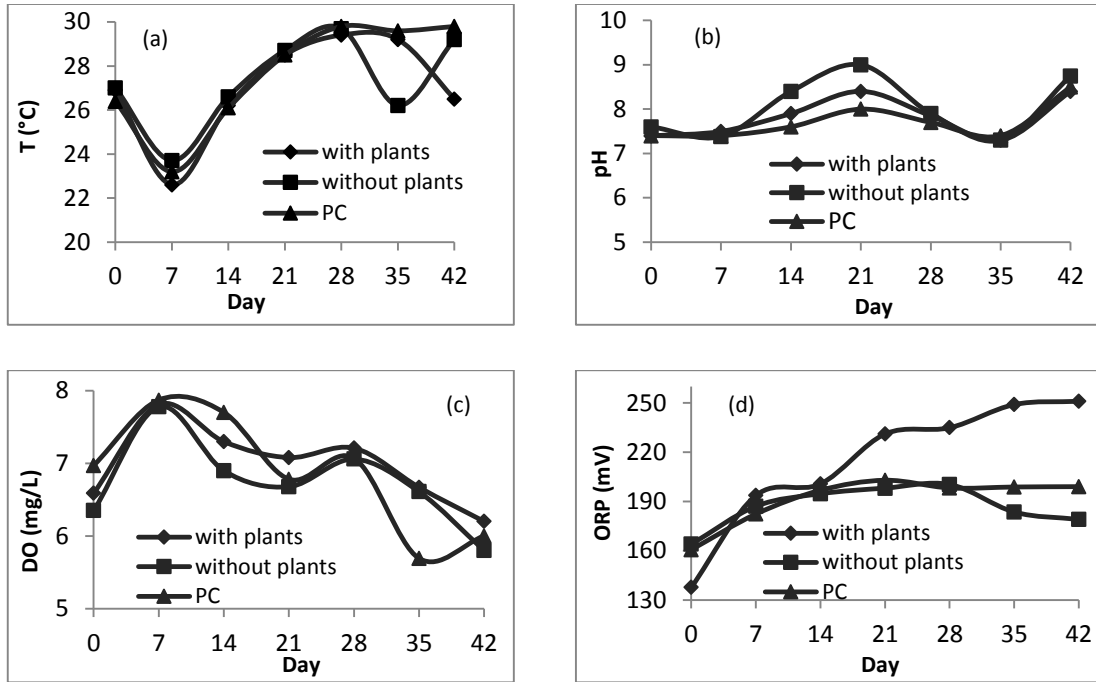 (a)
T (°C)
30
28
26
24
22
20
with plants
without plants
PC
0 7 14 21 28 35 42
Day
(b)
pH
10
9
8
7
6
5
with plants
without plants
PC
0 7 14 21 28 35 42
Day
(c)
DO (mg/L)
8
7
6
5
with plants
without plants
PC
0 7 14 21 28 35 42
Day
(d)
ORP (mV)
250
220
190
160
130
with plants
without plants
PC
0 7 14 21 28 35 42
Day